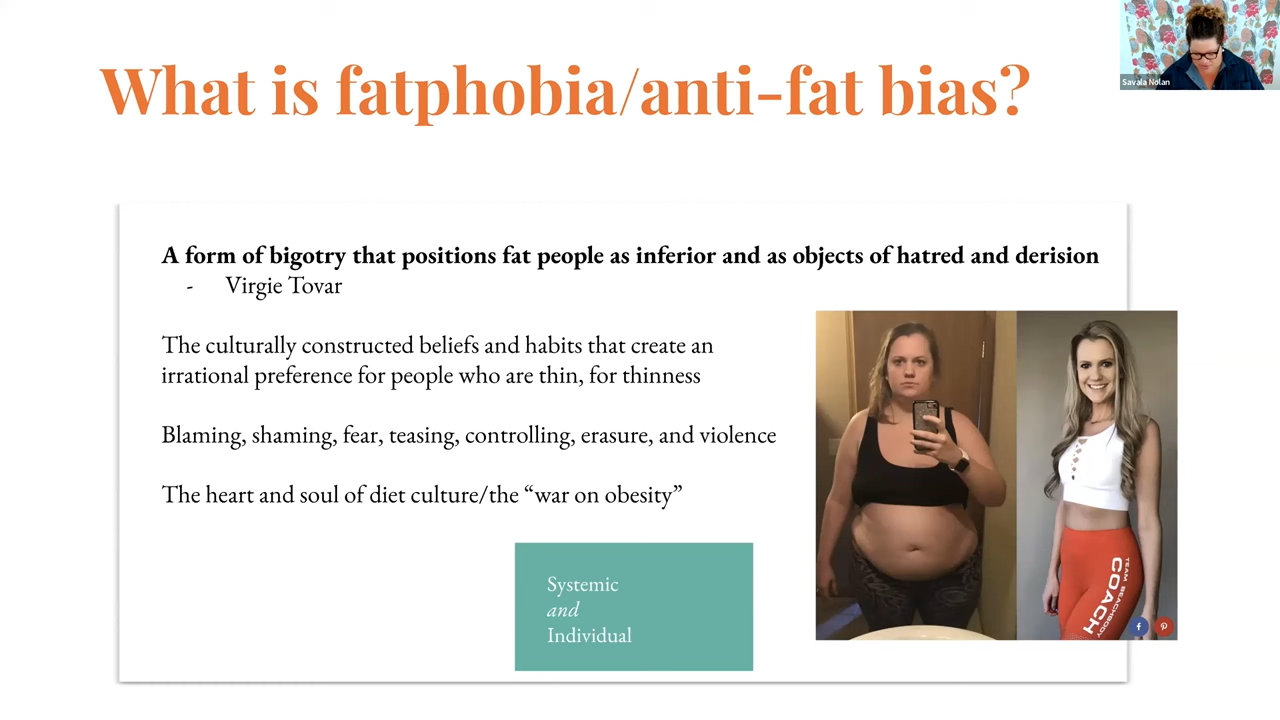 What is fatphobia/anti-fat bias?
Savala Nolan
A form of bigotry that positions fat people as inferior and as objects of hatred and derision
- Virgie Tovar
The culturally constructed beliefs and habits that create an
irrational preference for people who are thin, for thinness
Blaming, shaming, fear, teasing, controlling, erasure, and violence
The heart and soul of diet culture/the “war on obesity”
Systemic
and
Individual
TEAM BEACHBODY
COACH